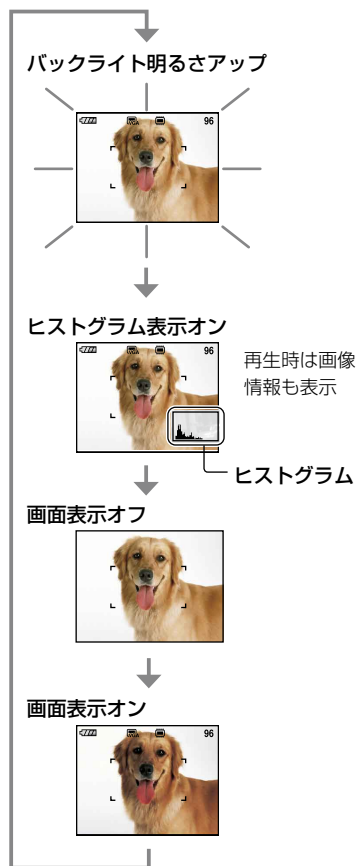 バックライト明るさアップ
96
ヒストグラム表示オン
96
再生時は画像
情報も表示
ヒストグラム
画面表示オフ
画面表示オン
96